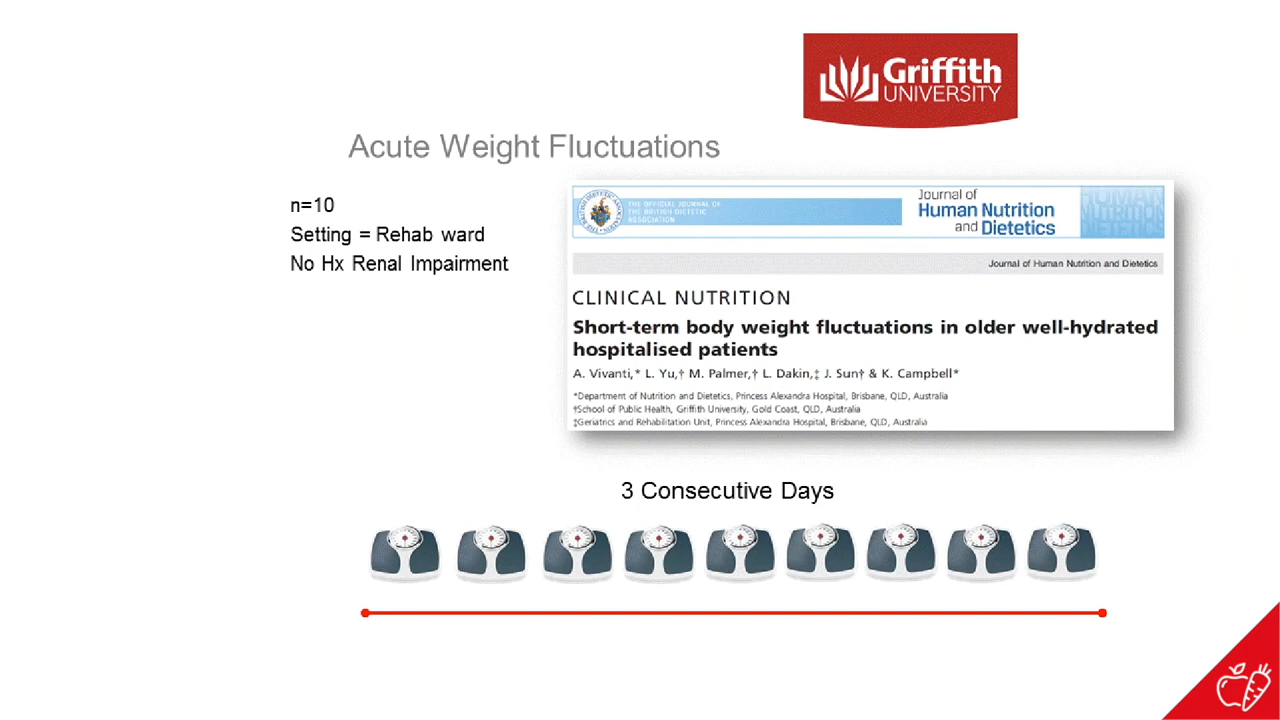 Griffith
UNIVERSITY
Acute Weight Fluctuations
n=10
Setting = Rehab ward
No Hx Renal Impairment
THE OFFICIAL JOURNAL OF
THE BRITISH DIETETIC
ASSOCIATION
Journal of
Human Nutrition
and Dietetics
HUMAN
NUTRITION
DIETETICS
Journal of Human Nutrition and Dietetics
CLINICAL NUTRITION
Short-term body weight fluctuations in older well-hydrated
hospitalised patients
A. Vivanti,* L. Yu,† M. Palmer,† L. Dakin,‡ J. Sun† & K. Campbell*
*Department of Nutrition and Dietetics, Princess Alexandra Hospital, Brisbane, QLD, Australia
†School of Public Health, Griffith University, Gold Coast, QLD, Australia
‡Geriatrics and Rehabilitation Unit, Princess Alexandra Hospital, Brisbane, QLD, Australia
3 Consecutive Days